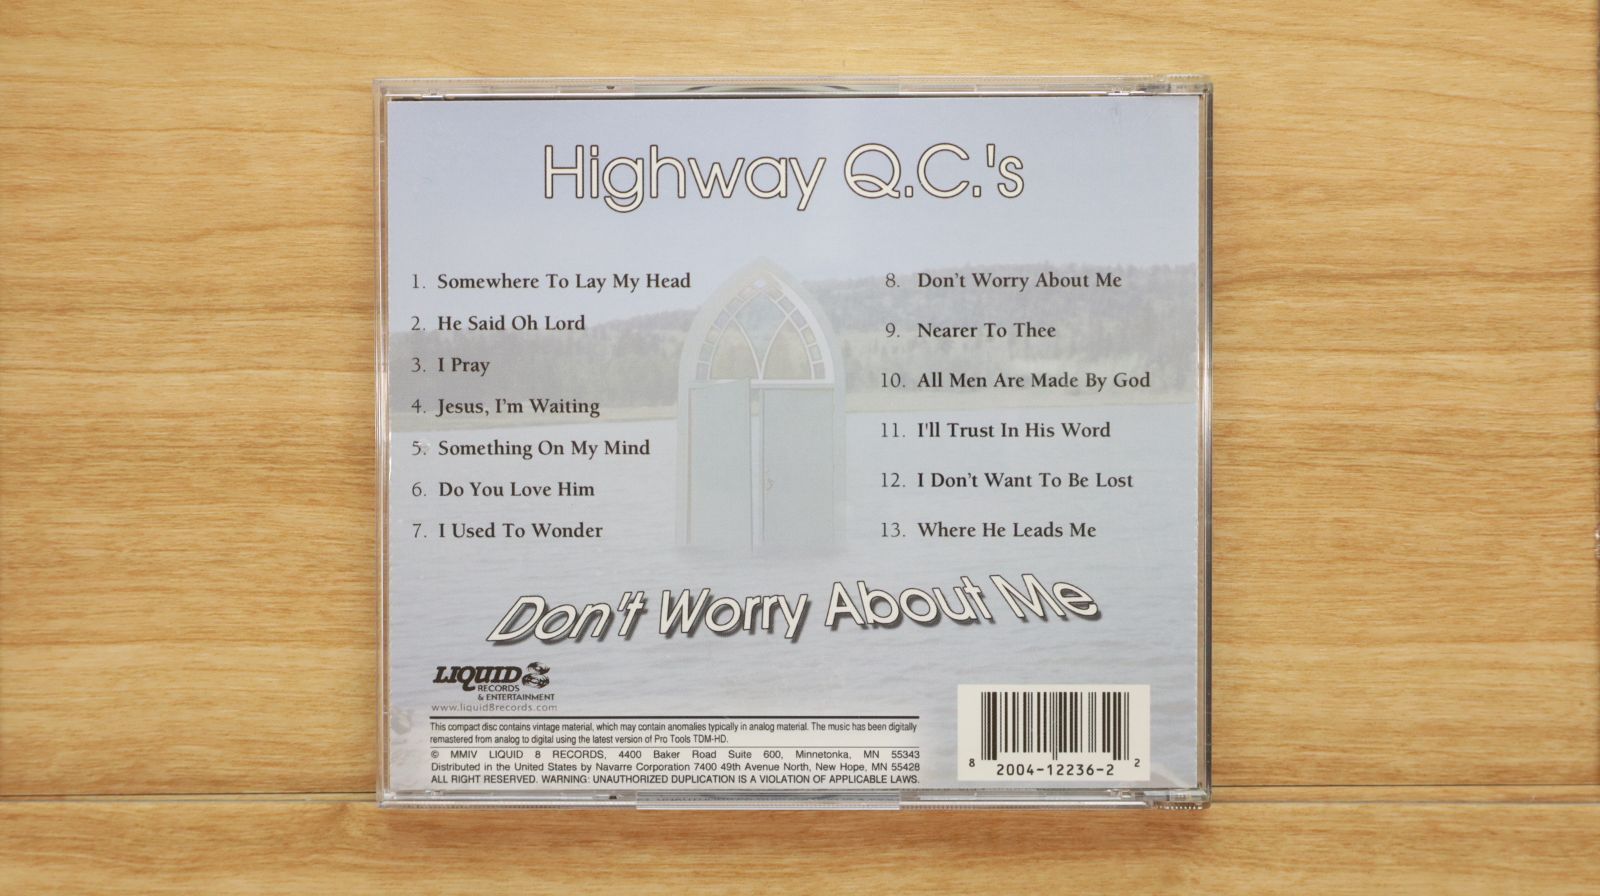 Highway Q.C.'s
1. Somewhere To Lay My Head
2. He Said Oh Lord
3. I Pray
4. Jesus, I'm Waiting
5. Something On My Mind
6. Do You Love Him
7. I Used To Wonder
8. Don't Worry About Me
9. Nearer To Thee
10. All Men Are Made By God
11. I'll Trust In His Word
12. I Don't Want To Be Lost
13. Where He Leads Me
Don't Worry About Me
LIQUID 8
RECORDS
& ENTERTAINMENT
www.liquid8records.com
This compact disc contains vintage material, which may contain anomalies typically in analog material. The music has been digitally
remastered from analog to digital using the latest version of Pro Tools TDM-HD.
© MMIV LIQUID 8 RECORDS, 4400 Baker Road Suite 600, Minnetonka, MN 55343
Distributed in the United States by Navarre Corporation 7400 49th Avenue North, New Hope, MN 55428
ALL RIGHT RESERVED. WARNING: UNAUTHORIZED DUPLICATION IS A VIOLATION OF APPLICABLE LAWS.
8 2004-12236-2 2